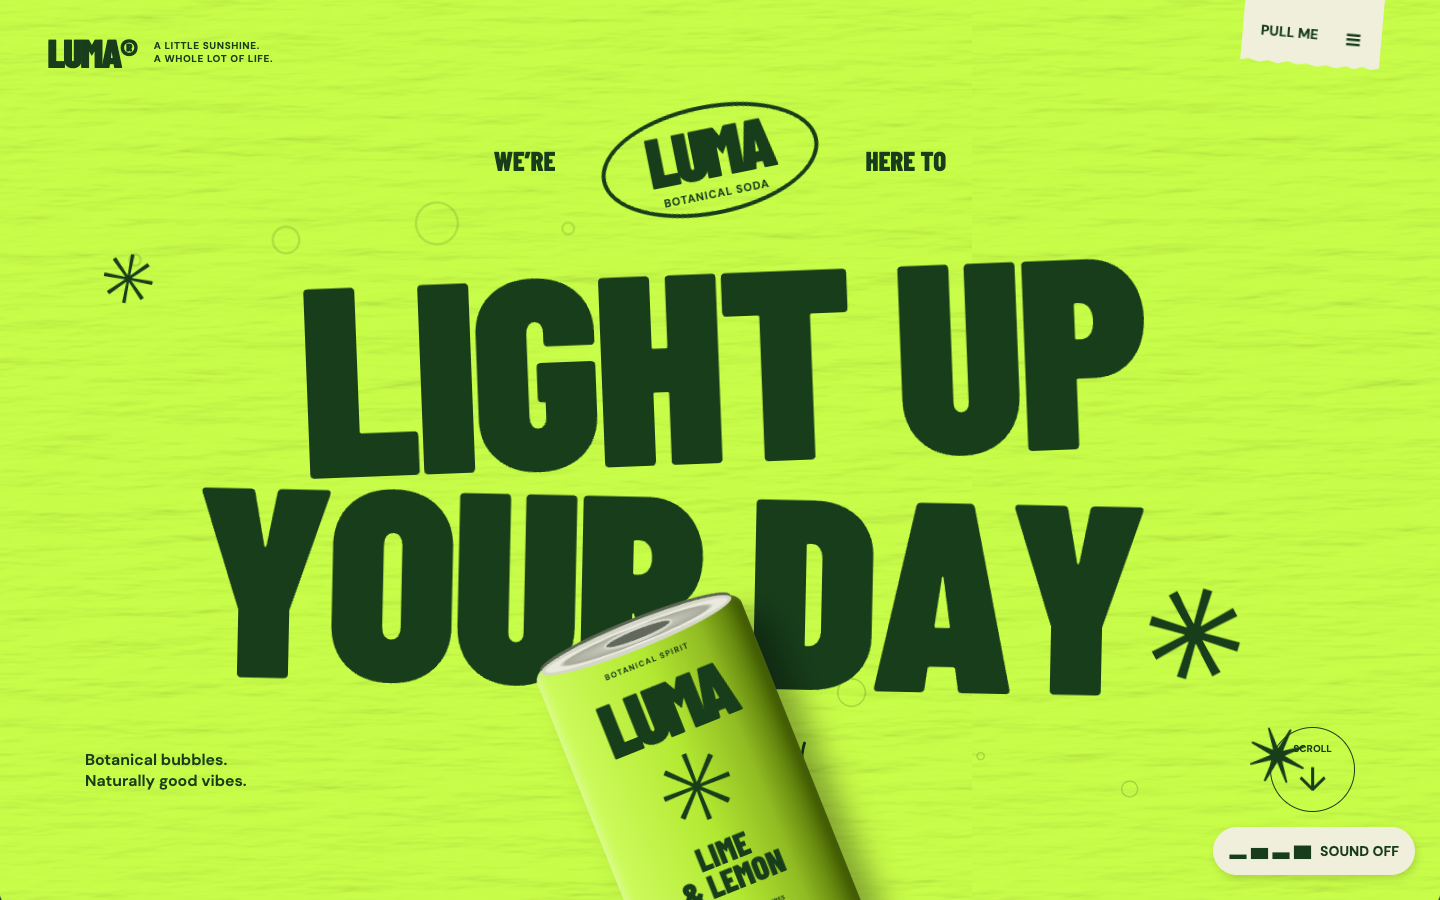 LUMA®
A LITTLE SUNSHINE.
A WHOLE LOT OF LIFE.
PULL ME
WE'RE
LUMA
BOTANICAL SODA
HERE TO
LIGHT UP
YOUR DAY
BOTANICAL SPIRIT
LUMA
LIME
& LEMON
Botanical bubbles.
Naturally good vibes.
SCROLL
SOUND OFF